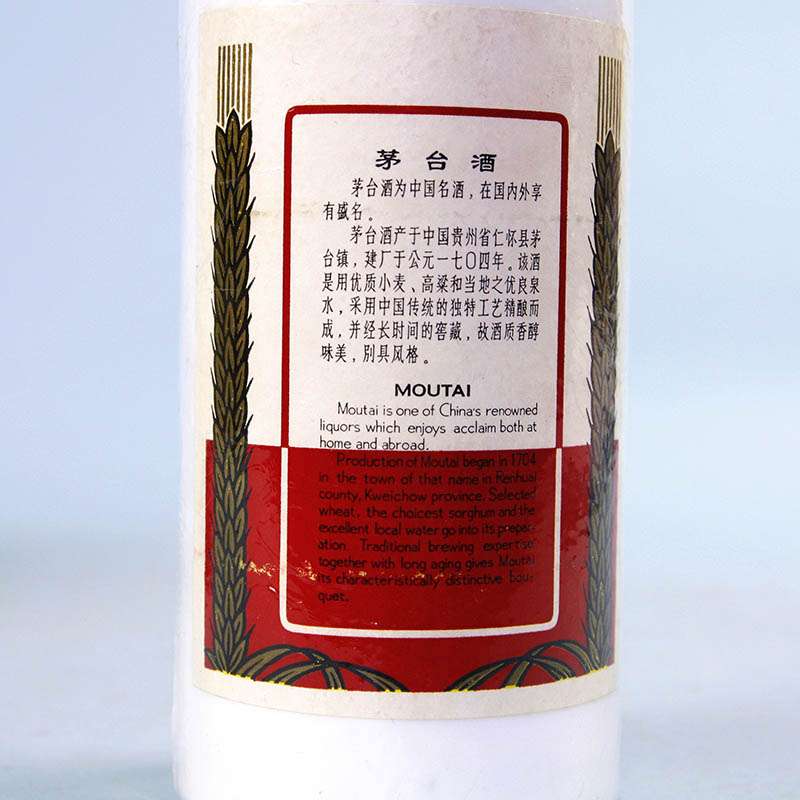 茅台酒
茅台酒为中国名酒，在国内外享
有盛名。
茅台酒产于中国贵州省仁怀县茅
台镇，建厂于公元一七〇四年。该酒
是用优质小麦、高粱和当地之优良泉
水，采用中国传统的独特工艺精酿而
成，并经长时间的窖藏，故酒质香醇
味美，别具风格。
MOUTAI
Moutai is one of China's renowned
liquors which enjoys acclaim both at
home and abroad.
Production of Moutai began in 1704
in the town of that name in Renhuai
county, Kweichow province. Selected
wheat, the choicest sorghum and the
excellent local water go into its prepar-
ation. Traditional brewing expertise
together with long aging gives Moutai
its characteristically distinctive bou-
quet.